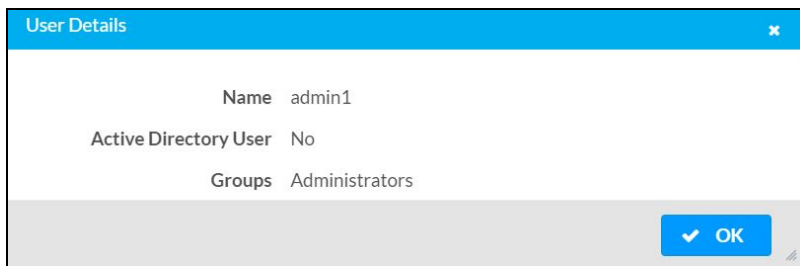 User Details
Name admin1
Active Directory User No
Groups Administrators
OK